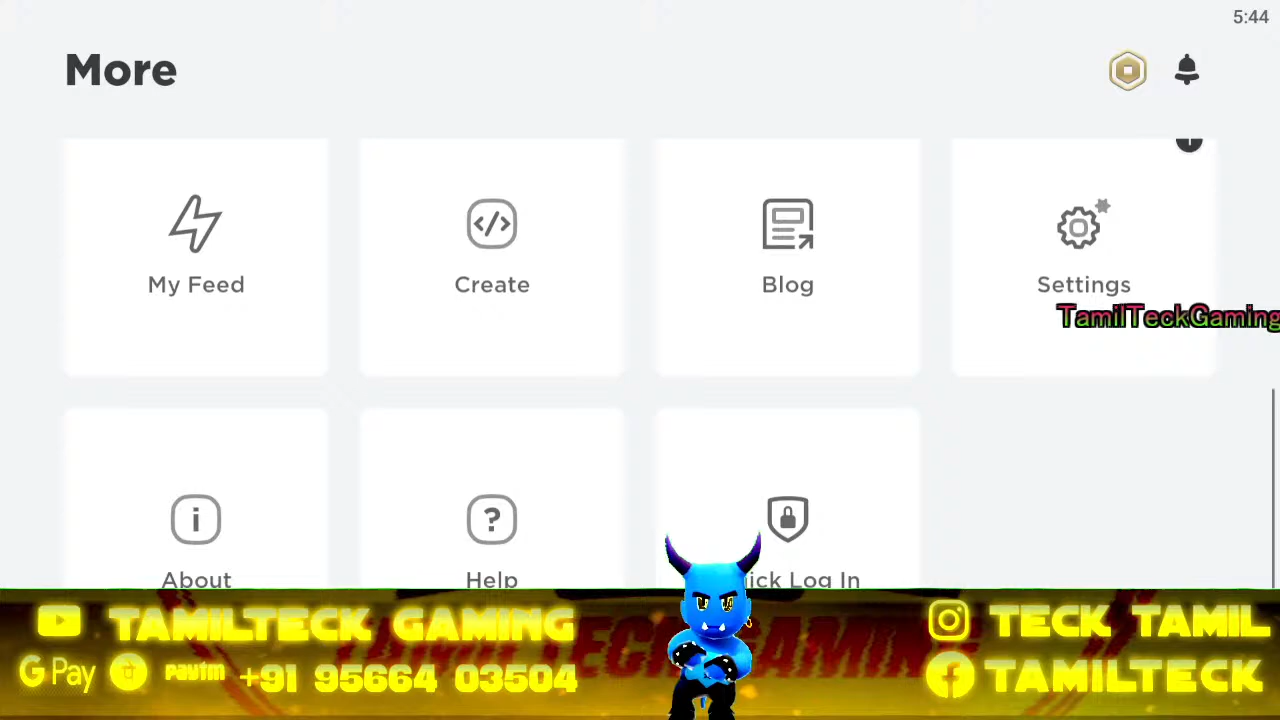 5:44
More
My Feed
Create
Blog
Settings
TamilTeckGaming
About
Help
ick Log In
TAMILTECK GAMING
TECK TAMIL
G Pay
paytm
+91 95664 03504
TAMILTECK